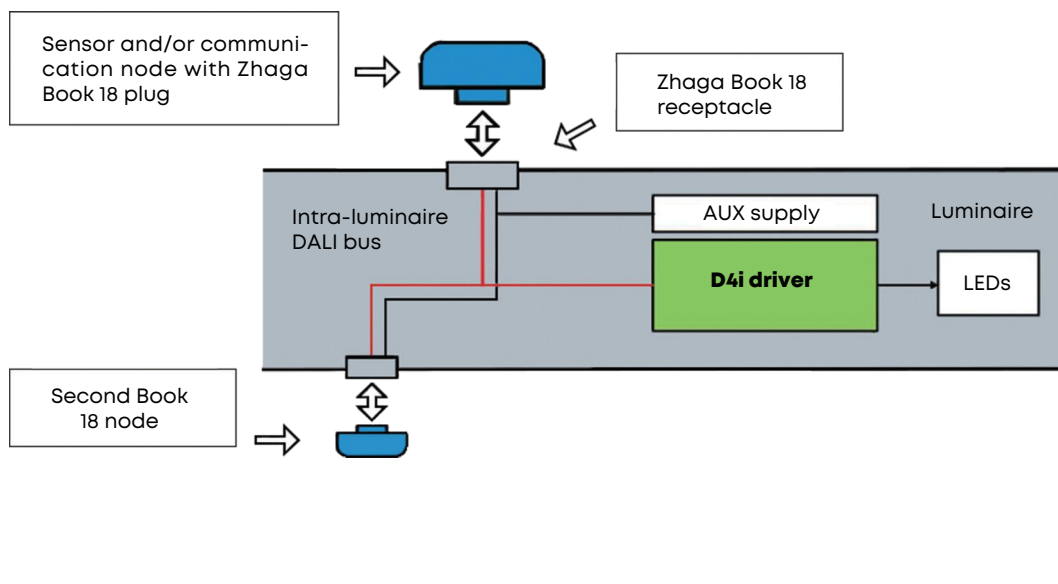 Sensor and/or communi-
cation node with Zhaga
Book 18 plug
Zhaga Book 18
receptacle
Intra-luminaire
DALI bus
AUX supply
Luminaire
D4i driver
LEDs
Second Book
18 node